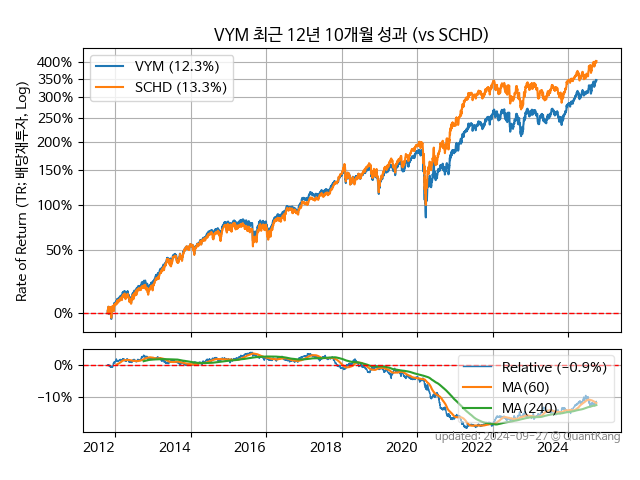 VYM 최근 12년 10개월 성과 (vs SCHD)
Rate of Return (TR: 배당재투자, Log)
400%
350%
300%
250%
200%
150%
100%
50%
0%
VYM (12.3%)
SCHD (13.3%)
0%
−10%
Relative (−0.9%)
MA(60)
MA(240)
updated: 2024-09-27 © QuantKang
2012 2014 2016 2018 2020 2022 2024